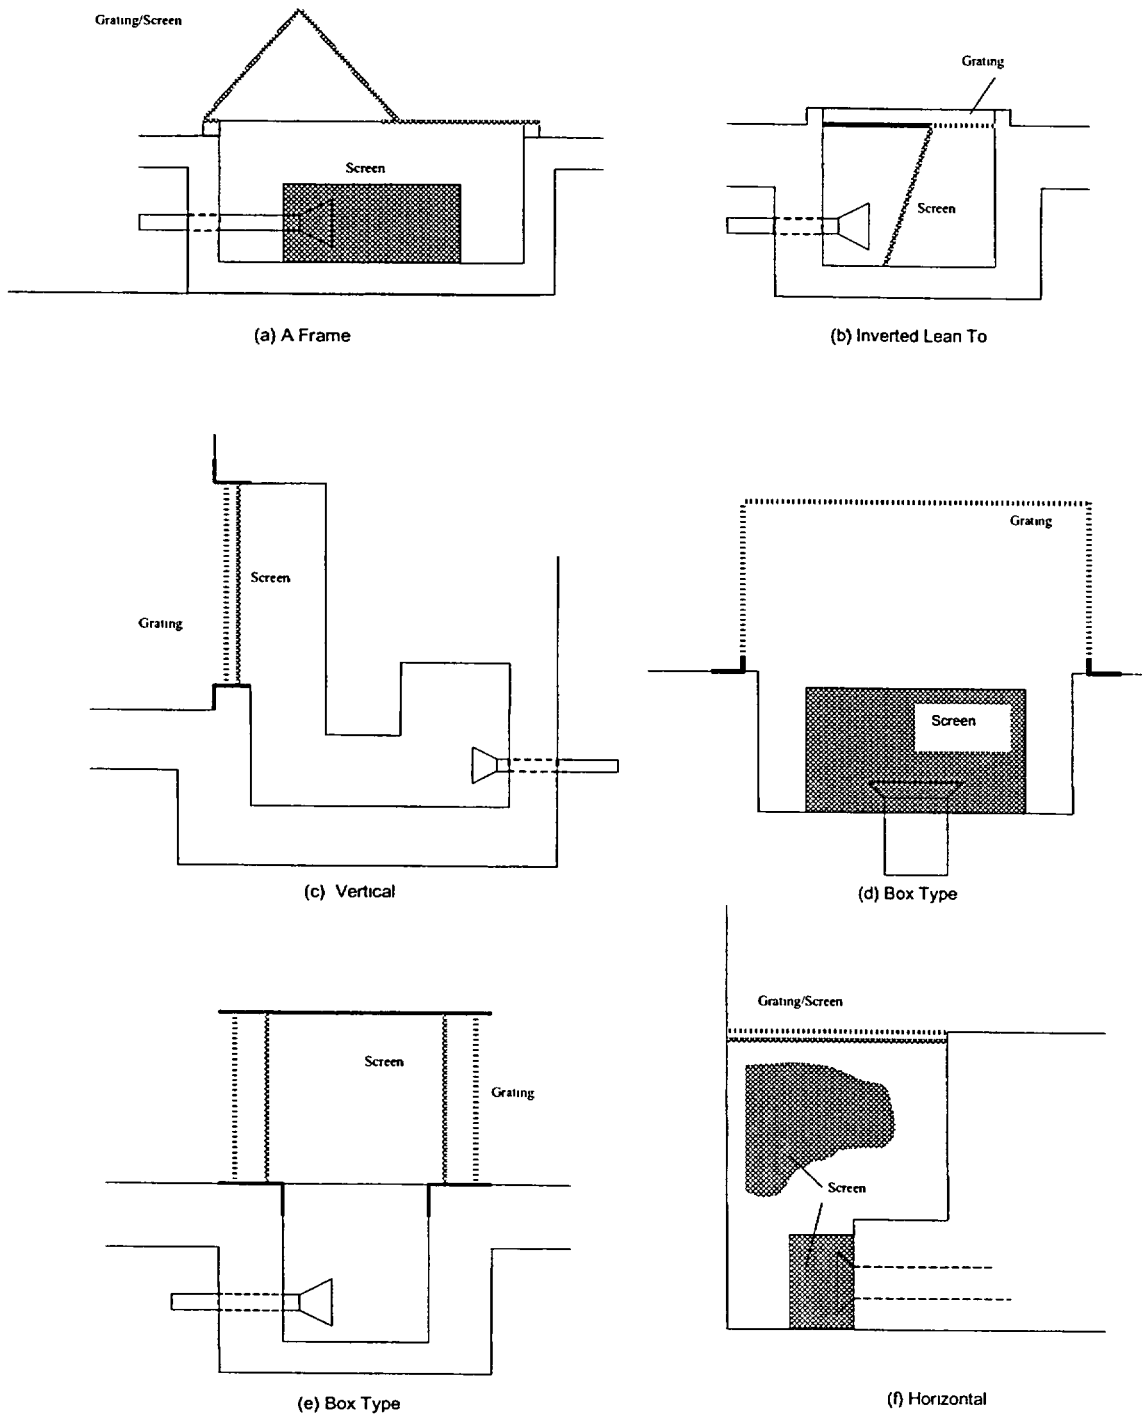 Grating/Screen
Screen
(a) A Frame
Grating
Screen
(b) Inverted Lean To
Grating
Screen
(c) Vertical
Grating
Screen
(d) Box Type
Screen
Grating
(e) Box Type
Grating/Screen
Screen
(f) Horizontal